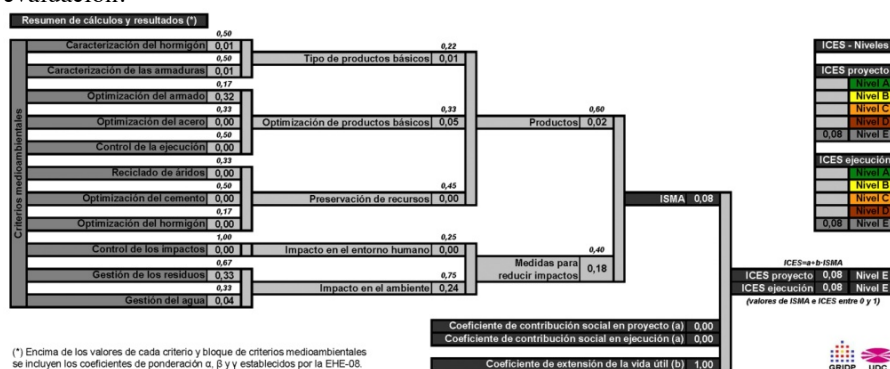 evaluación.
Resumen de cálculos y resultados (*)
Criterios medioambientales
0,50
Caracterización del hormigón 0,01
0,50
Caracterización de las armaduras 0,01
0,17
Optimización del armado 0,32
0,33
Optimización del acero 0,00
0,50
Control de la ejecución 0,00
0,33
Reciclado de áridos 0,00
0,50
Optimización del cemento 0,00
0,17
Optimización del hormigón 0,00
1,00
Control de los impactos 0,00
0,67
Gestión de los residuos 0,33
0,33
Gestión del agua 0,04
0,22
Tipo de productos básicos 0,01
0,33
Optimización de productos básicos 0,05
0,45
Preservación de recursos 0,00
0,25
Impacto en el entorno humano 0,00
0,75
Impacto en el ambiente 0,24
0,60
Productos 0,02
0,40
Medidas para
reducir impactos 0,18
ISMA 0,08
Coeficiente de contribución social en proyecto (a) 0,00
Coeficiente de contribución social en ejecución (a) 0,00
Coeficiente de extensión de la vida útil (b) 1,00
ICES - Niveles
ICES proyecto
Nivel A
Nivel B
Nivel C
Nivel D
0,08 Nivel E
ICES ejecución
Nivel A
Nivel B
Nivel C
Nivel D
0,08 Nivel E
ICES=a+b·ISMA
ICES proyecto 0,08 Nivel E
ICES ejecución 0,08 Nivel E
(valores de ISMA e ICES entre 0 y 1)
(*) Encima de los valores de cada criterio y bloque de criterios medioambientales
se incluyen los coeficientes de ponderación α, β y γ establecidos por la EHE-08.
GRIDP UDC